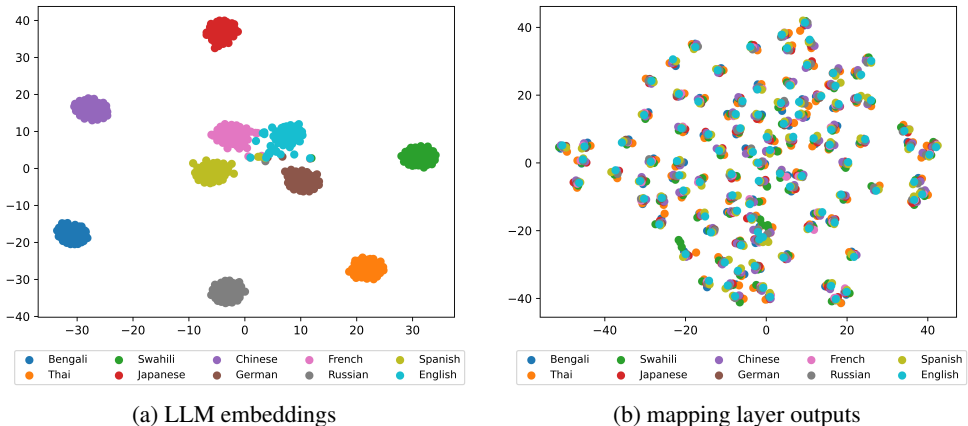 40
30
20
10
0
−10
−20
−30
−40
−30
−20
−10
0
10
20
30
Bengali
Swahili
Chinese
French
Spanish
Thai
Japanese
German
Russian
English
(a) LLM embeddings
40
20
0
−20
−40
−40
−20
0
20
40
Bengali
Swahili
Chinese
French
Spanish
Thai
Japanese
German
Russian
English
(b) mapping layer outputs